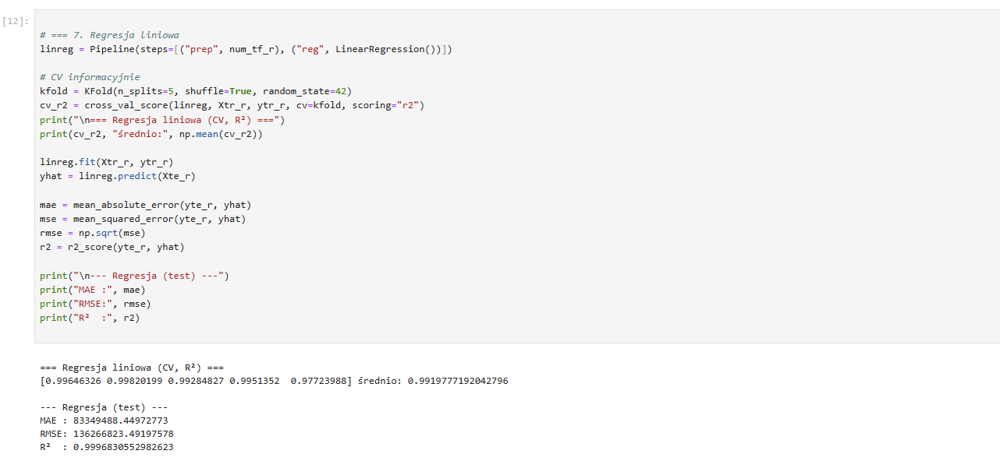 [12]:
# === 7. Regresja liniowa
linreg = Pipeline(steps=[("prep", num_tf_r), ("reg", LinearRegression())])
# CV informacyjnie
kfold = KFold(n_splits=5, shuffle=True, random_state=42)
cv_r2 = cross_val_score(linreg, Xtr_r, ytr_r, cv=kfold, scoring="r2")
print("\n=== Regresja liniowa (CV, R²) ===")
print(cv_r2, "średnio:", np.mean(cv_r2))
linreg.fit(Xtr_r, ytr_r)
yhat = linreg.predict(Xte_r)
mae = mean_absolute_error(yte_r, yhat)
mse = mean_squared_error(yte_r, yhat)
rmse = np.sqrt(mse)
r2 = r2_score(yte_r, yhat)
print("\n--- Regresja (test) ---")
print("MAE :", mae)
print("RMSE:", rmse)
print("R²  :", r2)
=== Regresja liniowa (CV, R²) ===
[0.99646326 0.99820199 0.99284827 0.9951352  0.97723988] średnio: 0.9919777192042796
--- Regresja (test) ---
MAE : 83349488.44972773
RMSE: 136266823.49197578
R²  : 0.9996830552982623